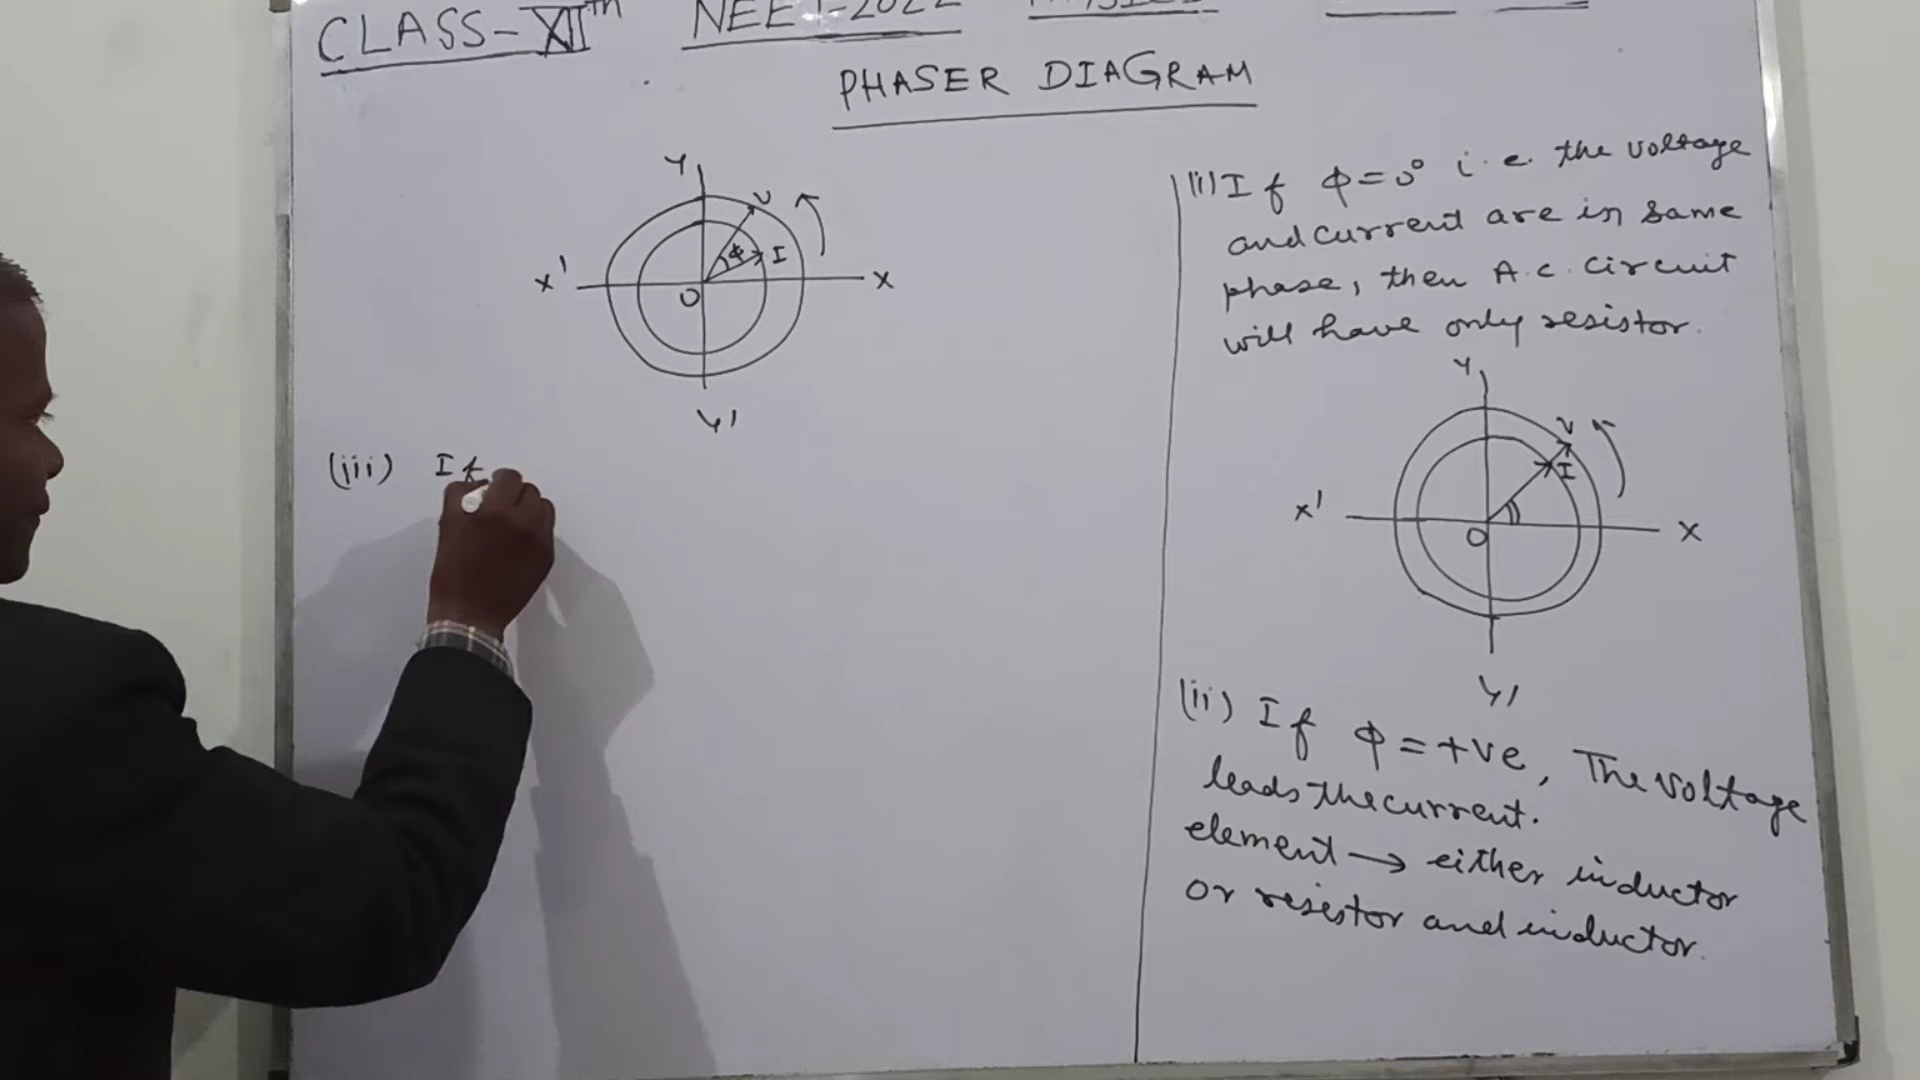 CLASS-XIIth NEET-2022 PHYSICS
PHASER DIAGRAM
Y
V
Φ I
X' O X
Y'
(iii) If
(i) If Φ=0° i.e. the voltage
and current are in same
phase, then A.C. circuit
will have only resistor.
Y
V
I
X' O X
Y'
(ii) If Φ=+ve, The voltage
leads the current.
element → either inductor
or resistor and inductor.